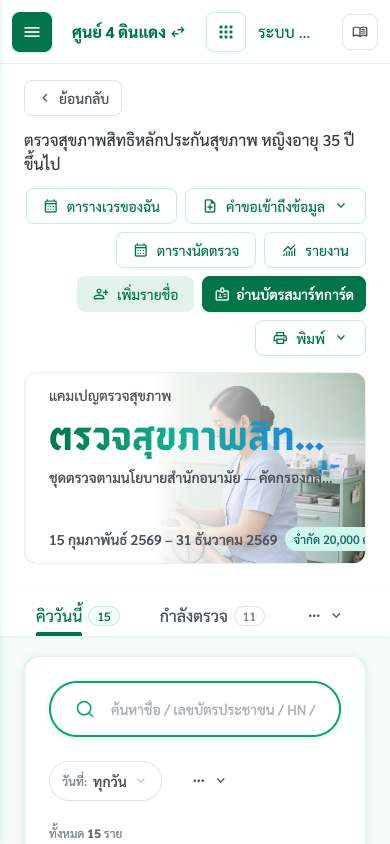 ศูนย์ 4 ดินแดง
ระบบ ...
ย้อนกลับ
ตรวจสุขภาพสิทธิหลักประกันสุขภาพ หญิงอายุ 35 ปี
ขึ้นไป
ตารางเวรของฉัน
คำขอเข้าถึงข้อมูล
ตารางนัดตรวจ
รายงาน
เพิ่มรายชื่อ
อ่านบัตรสมาร์ทการ์ด
พิมพ์
แคมเปญตรวจสุขภาพ
ตรวจสุขภาพสิท...
ชุดตรวจตามนโยบายสำนักอนามัย — คัดกรองกล...
15 กุมภาพันธ์ 2569 – 31 ธันวาคม 2569
จำกัด 20,000
คิววันนี้ 15
กำลังตรวจ 11
...
ค้นหาชื่อ / เลขบัตรประชาชน / HN /
วันที่: ทุกวัน
...
ทั้งหมด 15 ราย